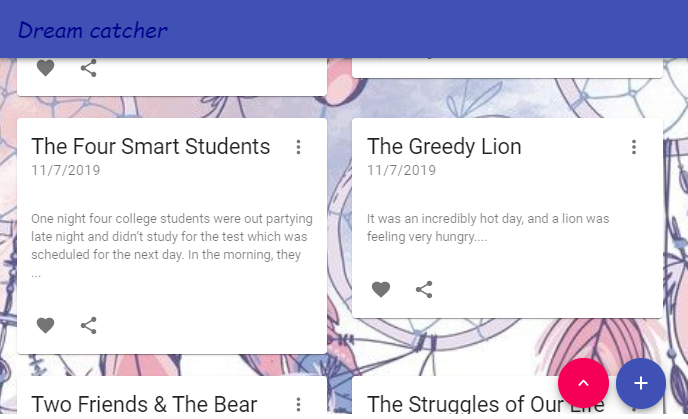 Dream catcher
The Four Smart Students
11/7/2019
One night four college students were out partying
late night and didn't study for the test which was
scheduled for the next day. In the morning, they
...
The Greedy Lion
11/7/2019
It was an incredibly hot day, and a lion was
feeling very hungry....
Two Friends & The Bear
The Struggles of Our Life